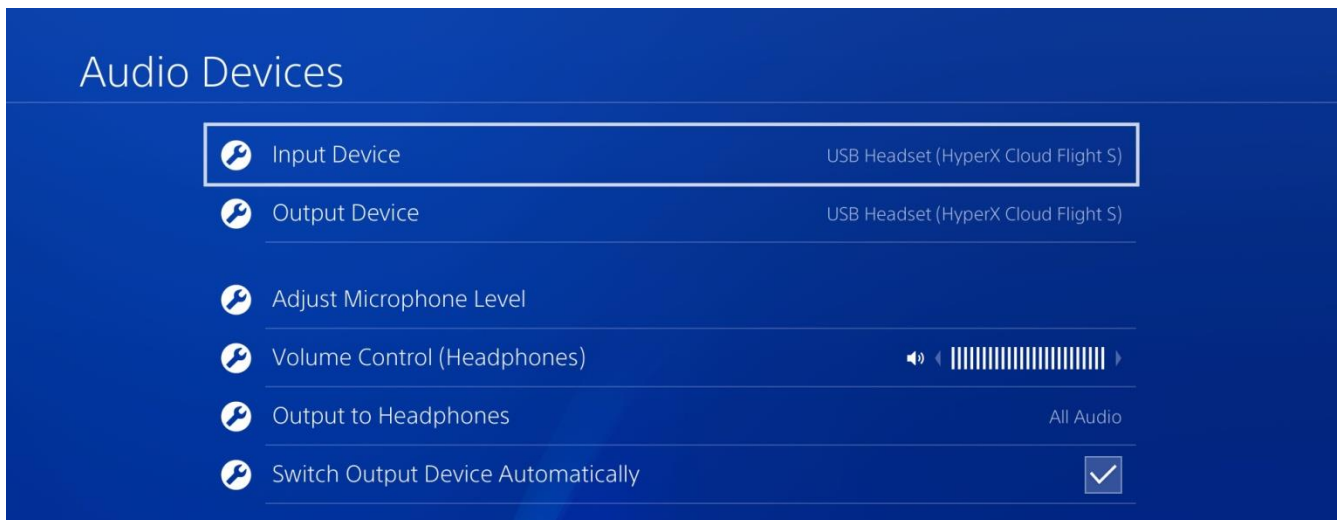 Audio Devices
Input Device USB Headset (HyperX Cloud Flight S)
Output Device USB Headset (HyperX Cloud Flight S)
Adjust Microphone Level
Volume Control (Headphones)
Output to Headphones All Audio
Switch Output Device Automatically